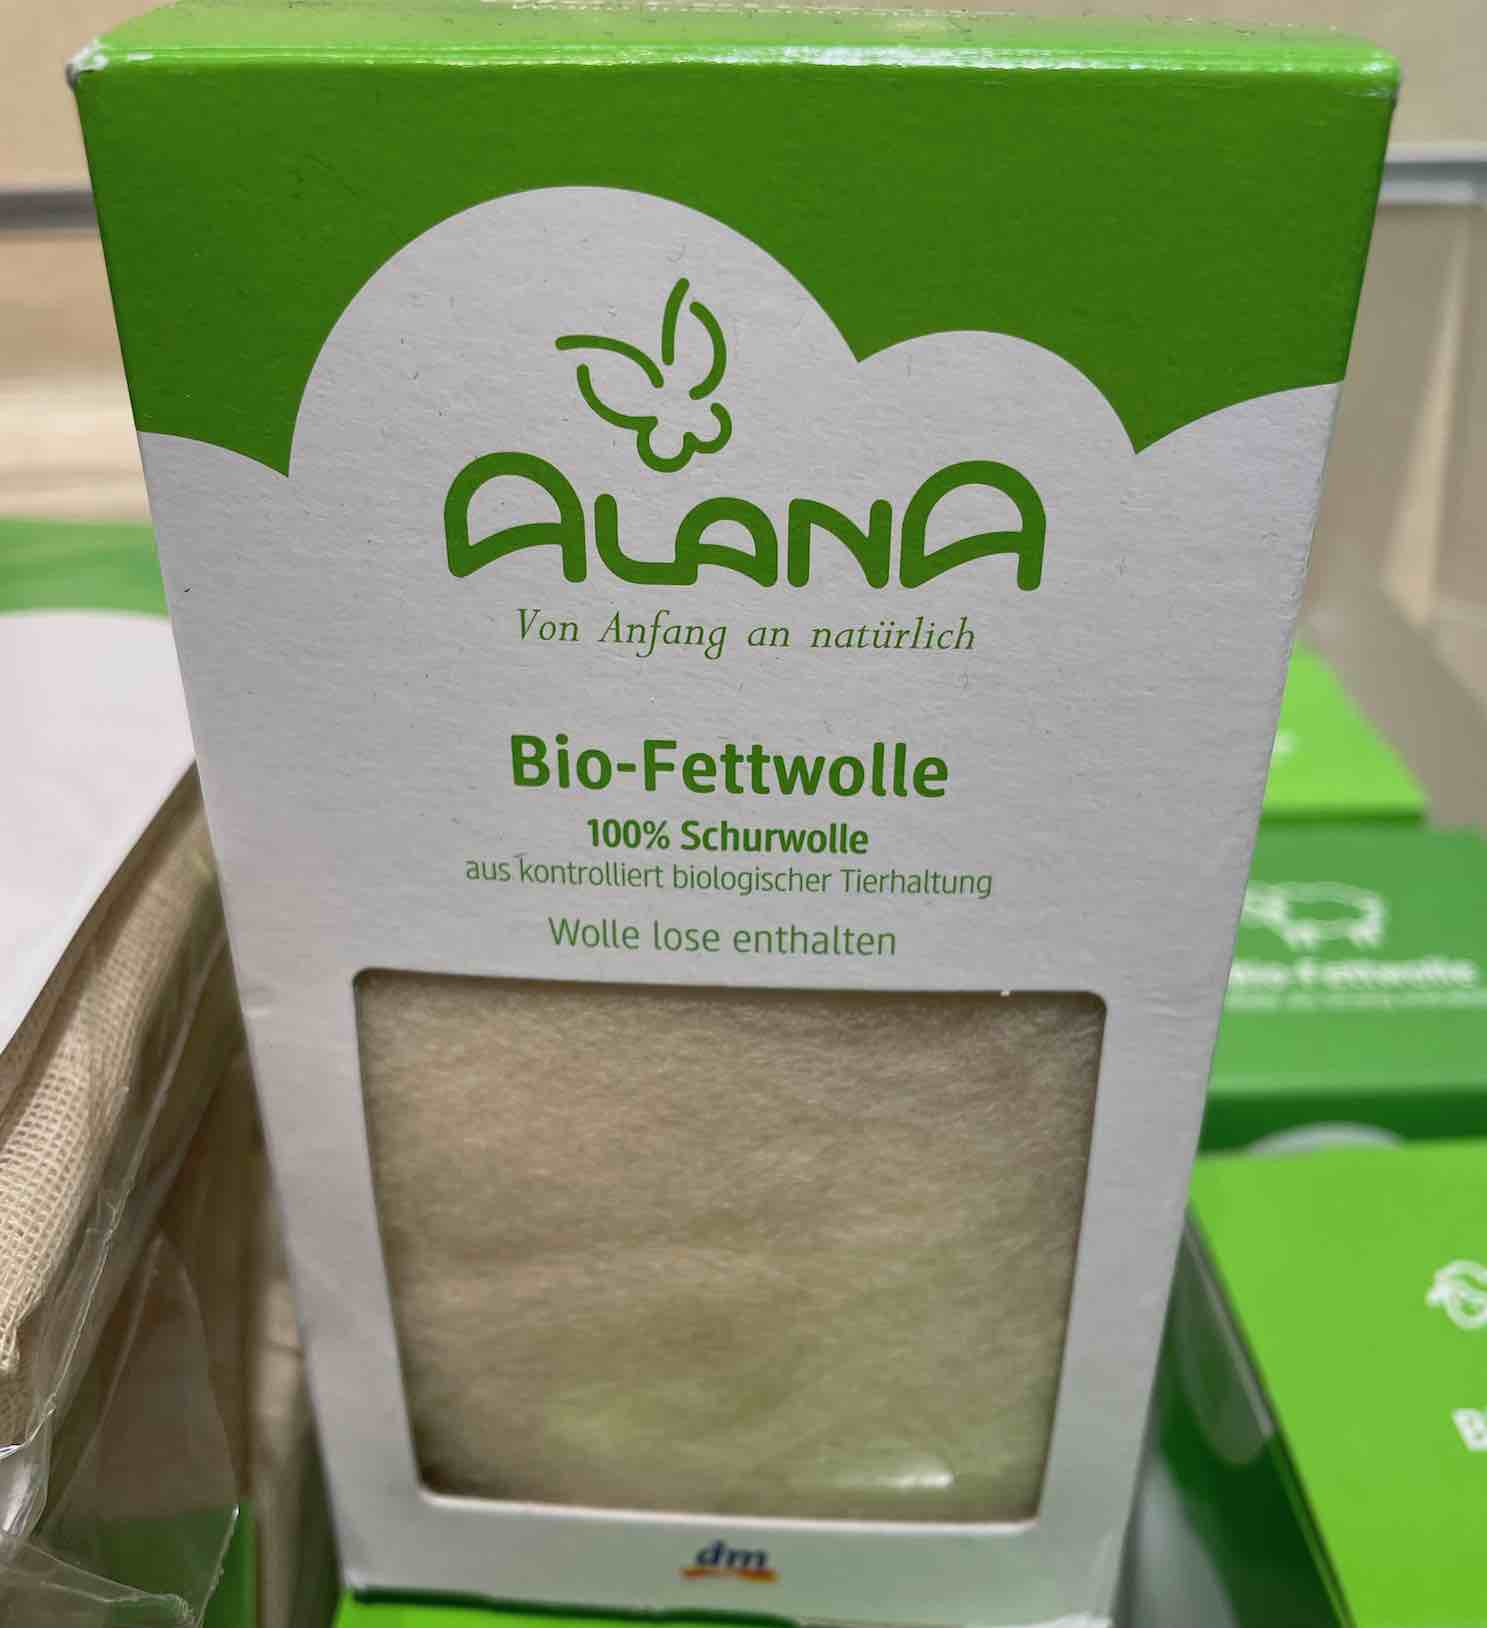 ALANA
Von Anfang an natürlich
Bio-Fettwolle
100% Schurwolle
aus kontrolliert biologischer Tierhaltung
Wolle lose enthalten
dm
Bio-Fettwolle